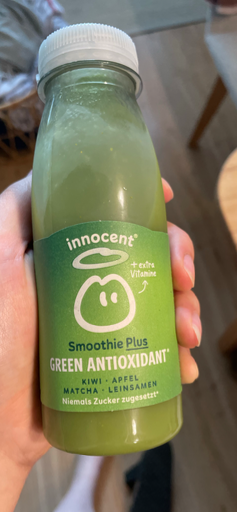 innocent®
+ extra
Vitamine
Smoothie Plus
GREEN ANTIOXIDANT*
KIWI · APFEL
MATCHA · LEINSAMEN
Niemals Zucker zugesetzt*